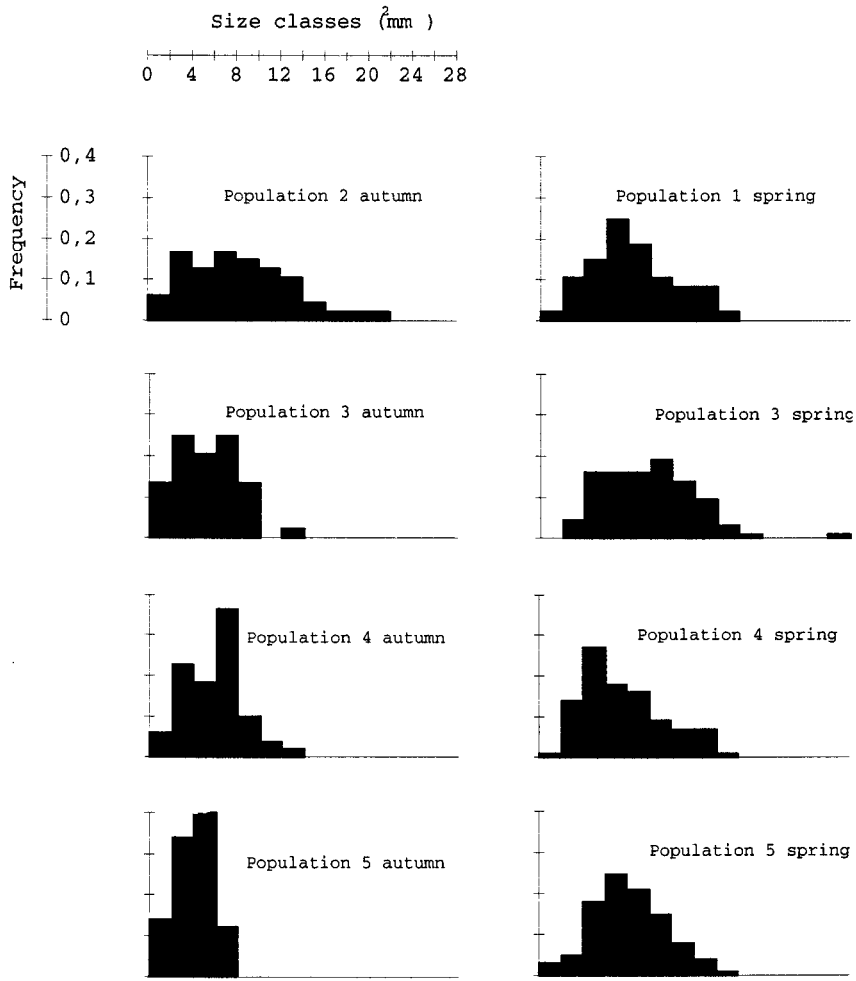 Size classes (mm² )
0 4 8 12 16 20 24 28
Frequency
0,4
0,3
0,2
0,1
0
Population 2 autumn
Population 1 spring
Population 3 autumn
Population 3 spring
Population 4 autumn
Population 4 spring
Population 5 autumn
Population 5 spring